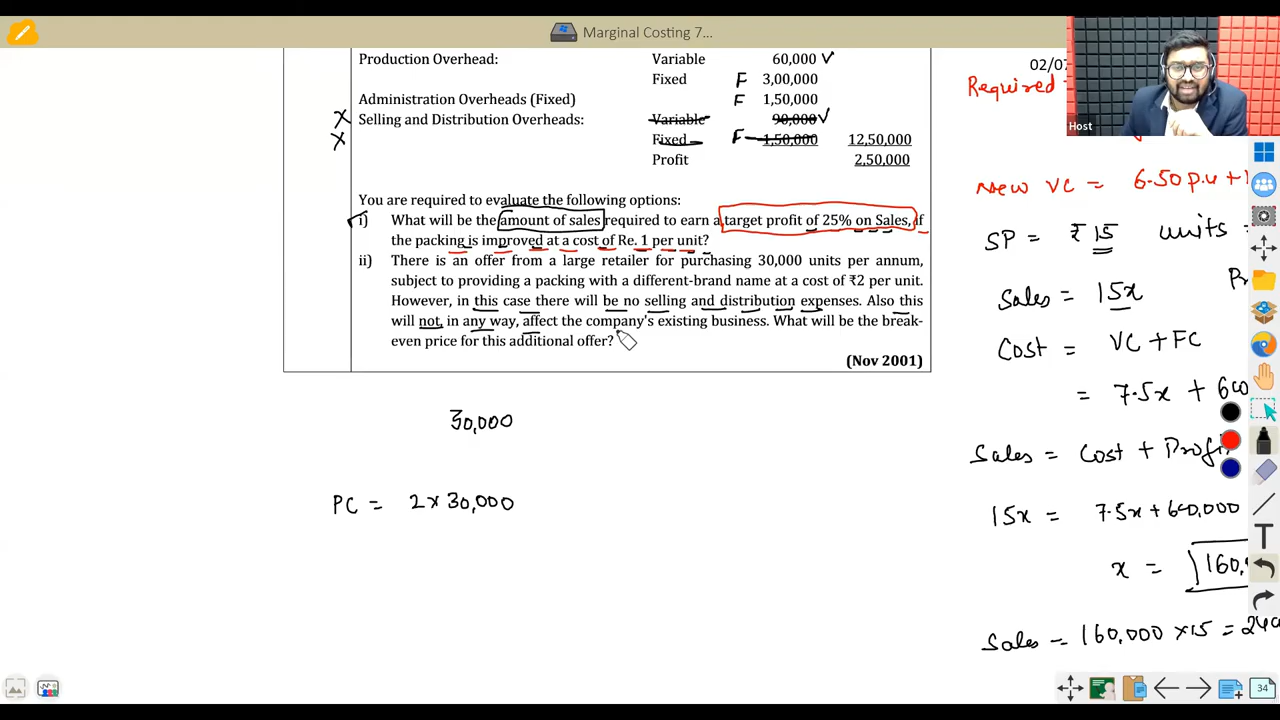 Marginal Costing 7...
Production Overhead: Variable 60,000
Fixed F 3,00,000
Administration Overheads (Fixed) F 1,50,000
Selling and Distribution Overheads: Variable 90,000
Fixed F 1,50,000 12,50,000
Profit 2,50,000
You are required to evaluate the following options:
i) What will be the amount of sales required to earn a target profit of 25% on Sales, if
the packing is improved at a cost of Re. 1 per unit?
ii) There is an offer from a large retailer for purchasing 30,000 units per annum,
subject to providing a packing with a different-brand name at a cost of ₹2 per unit.
However, in this case there will be no selling and distribution expenses. Also this
will not, in any way, affect the company's existing business. What will be the break-
even price for this additional offer?
(Nov 2001)
30,000
PC = 2 x 30,000
02/0
Required
New VC = 6.50 p.u +
SP = ₹ 15 units =
Sales = 15x
Cost = VC + FC
= 7.5x + 600
Sales = Cost + Profit
15x = 7.5x + 600,000
x = 160,
Sales = 160,000 x 15 = 240
Host
34